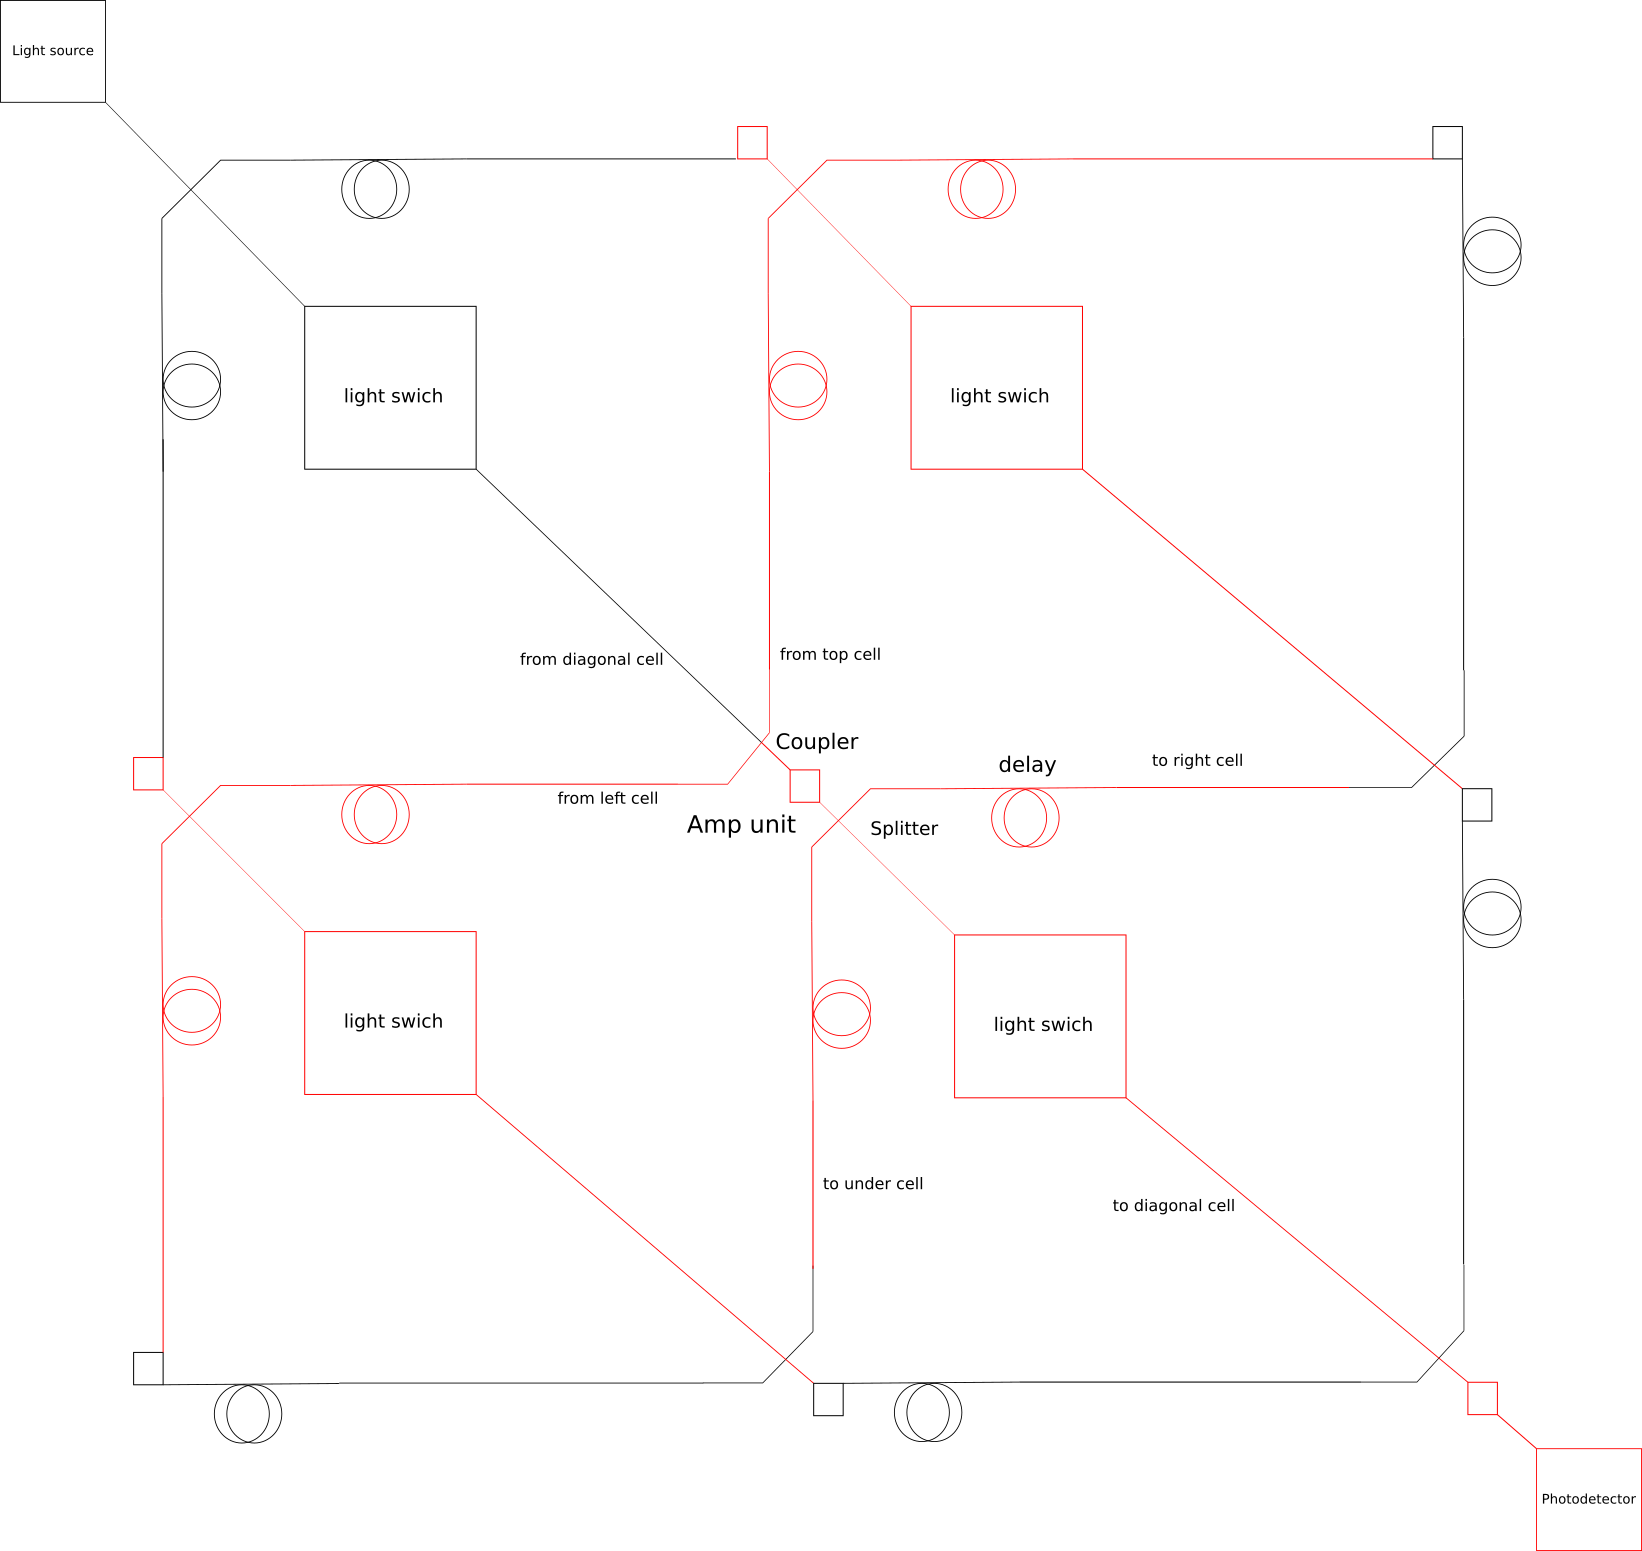 Light source
light swich
light swich
from diagonal cell
from top cell
Coupler
to right cell
delay
from left cell
Amp unit
Splitter
light swich
light swich
to under cell
to diagonal cell
Photodetector